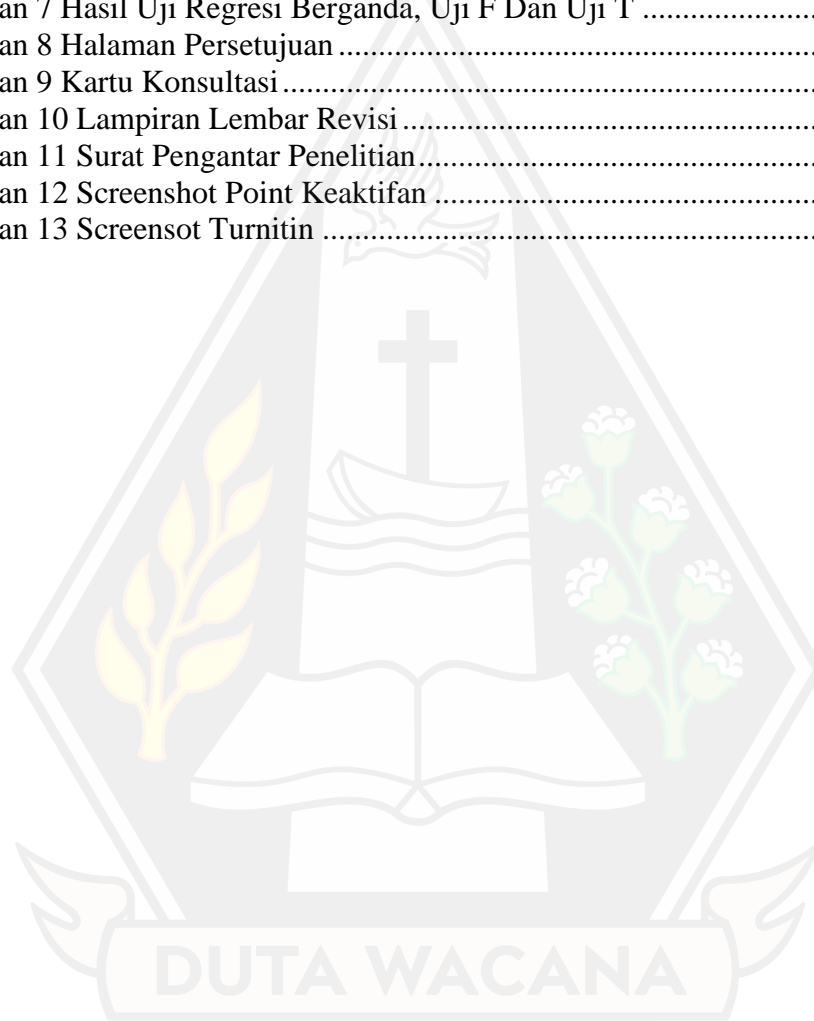 an 7 Hasil Uji Regresi Berganda, Uji F Dan Uji T ......................
an 8 Halaman Persetujuan ............................................................
an 9 Kartu Konsultasi...................................................................
an 10 Lampiran Lembar Revisi ....................................................
an 11 Surat Pengantar Penelitian..................................................
an 12 Screenshot Point Keaktifan ................................................
an 13 Screensot Turnitin ..............................................................
DUTA WACANA